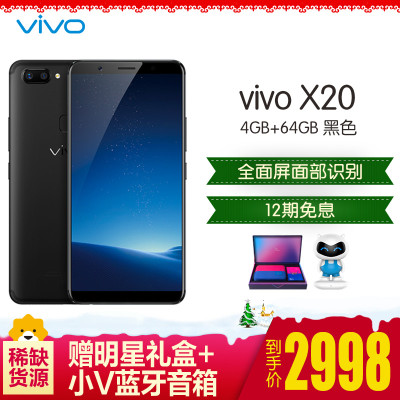 vivo
vivo X20
4GB+64GB 黑色
全面屏面部识别
12期免息
稀缺
货源
赠明星礼盒+
小V蓝牙音箱
到手价
2998